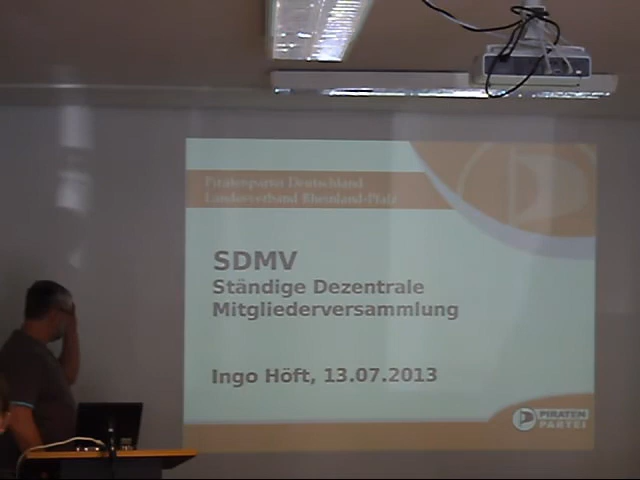 Piratenpartei Deutschland
Landesverband Rheinland-Pfalz
SDMV
Ständige Dezentrale
Mitgliederversammlung
Ingo Höft, 13.07.2013
PIRATEN
PARTEI